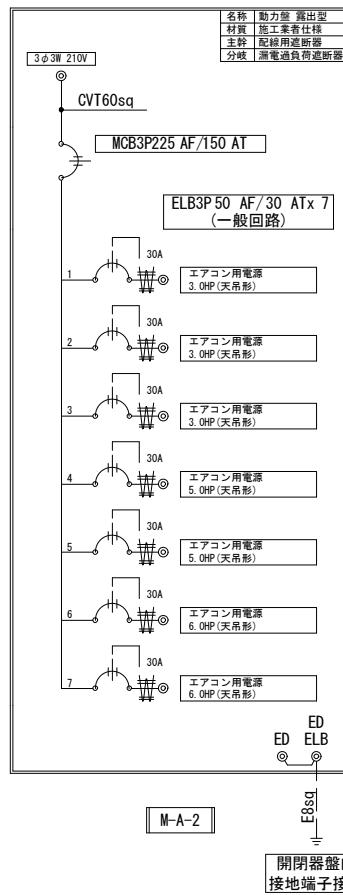 名称 動力盤 露出型
材質 施工業者仕様
主幹 配線用遮断器
分岐 漏電過負荷遮断器
3φ3W 210V
CVT60sq
MCB3P225 AF/150 AT
ELB3P50 AF/30 ATx 7
(一般回路)
30A
1
エアコン用電源
3.0HP(天吊形)
30A
2
エアコン用電源
3.0HP(天吊形)
30A
3
エアコン用電源
3.0HP(天吊形)
30A
4
エアコン用電源
5.0HP(天吊形)
30A
5
エアコン用電源
5.0HP(天吊形)
30A
6
エアコン用電源
6.0HP(天吊形)
30A
7
エアコン用電源
6.0HP(天吊形)
ED
ED ELB
E8sq
M-A-2
開閉器盤
接地端子接